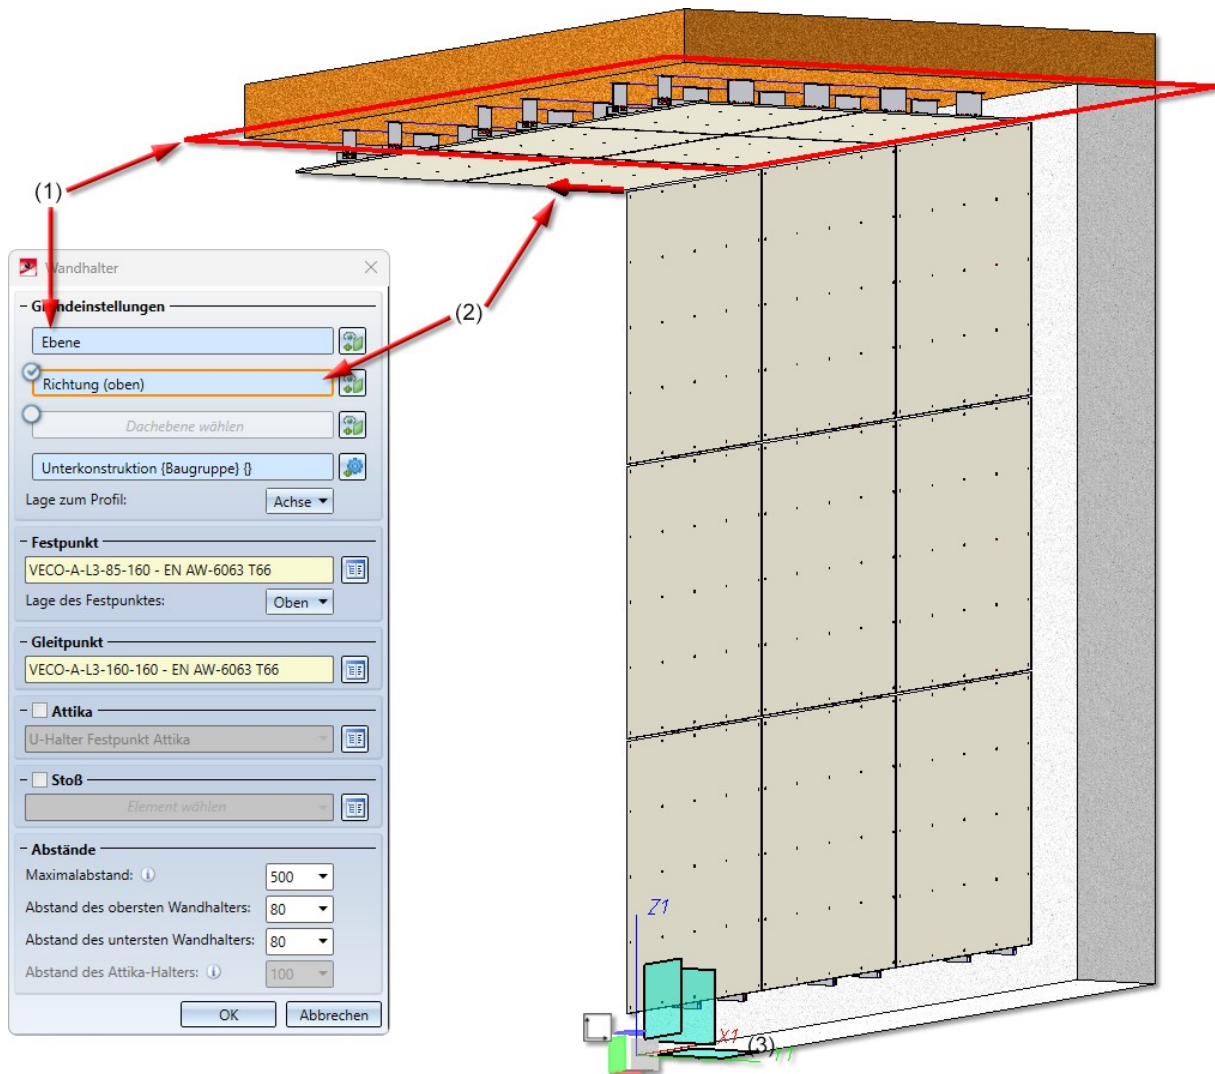 (1)
(2)
Wandhalter
Grundeinstellungen
Ebene
Richtung (oben)
Dachebene wählen
Unterkonstruktion {Baugruppe} {}
Lage zum Profil: Achse
Festpunkt
VECO-A-L3-85-160 - EN AW-6063 T66
Lage des Festpunktes: Oben
Gleitpunkt
VECO-A-L3-160-160 - EN AW-6063 T66
Attika
U-Halter Festpunkt Attika
Stoß
Element wählen
Abstände
Maximalabstand: 500
Abstand des obersten Wandhalters: 80
Abstand des untersten Wandhalters: 80
Abstand des Attika-Halters: 100
OK Abbrechen
Z1
X1
(3)
Y1